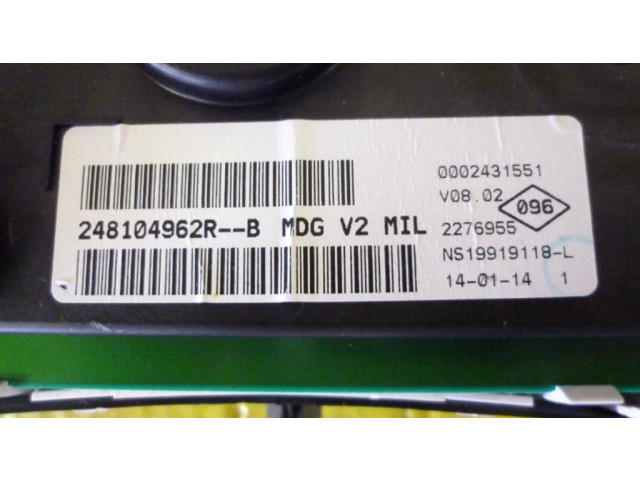 0002431551
V08.02
096
248104962R--B MDG V2 MIL 2276955
NS19919118-L
14-01-14 1